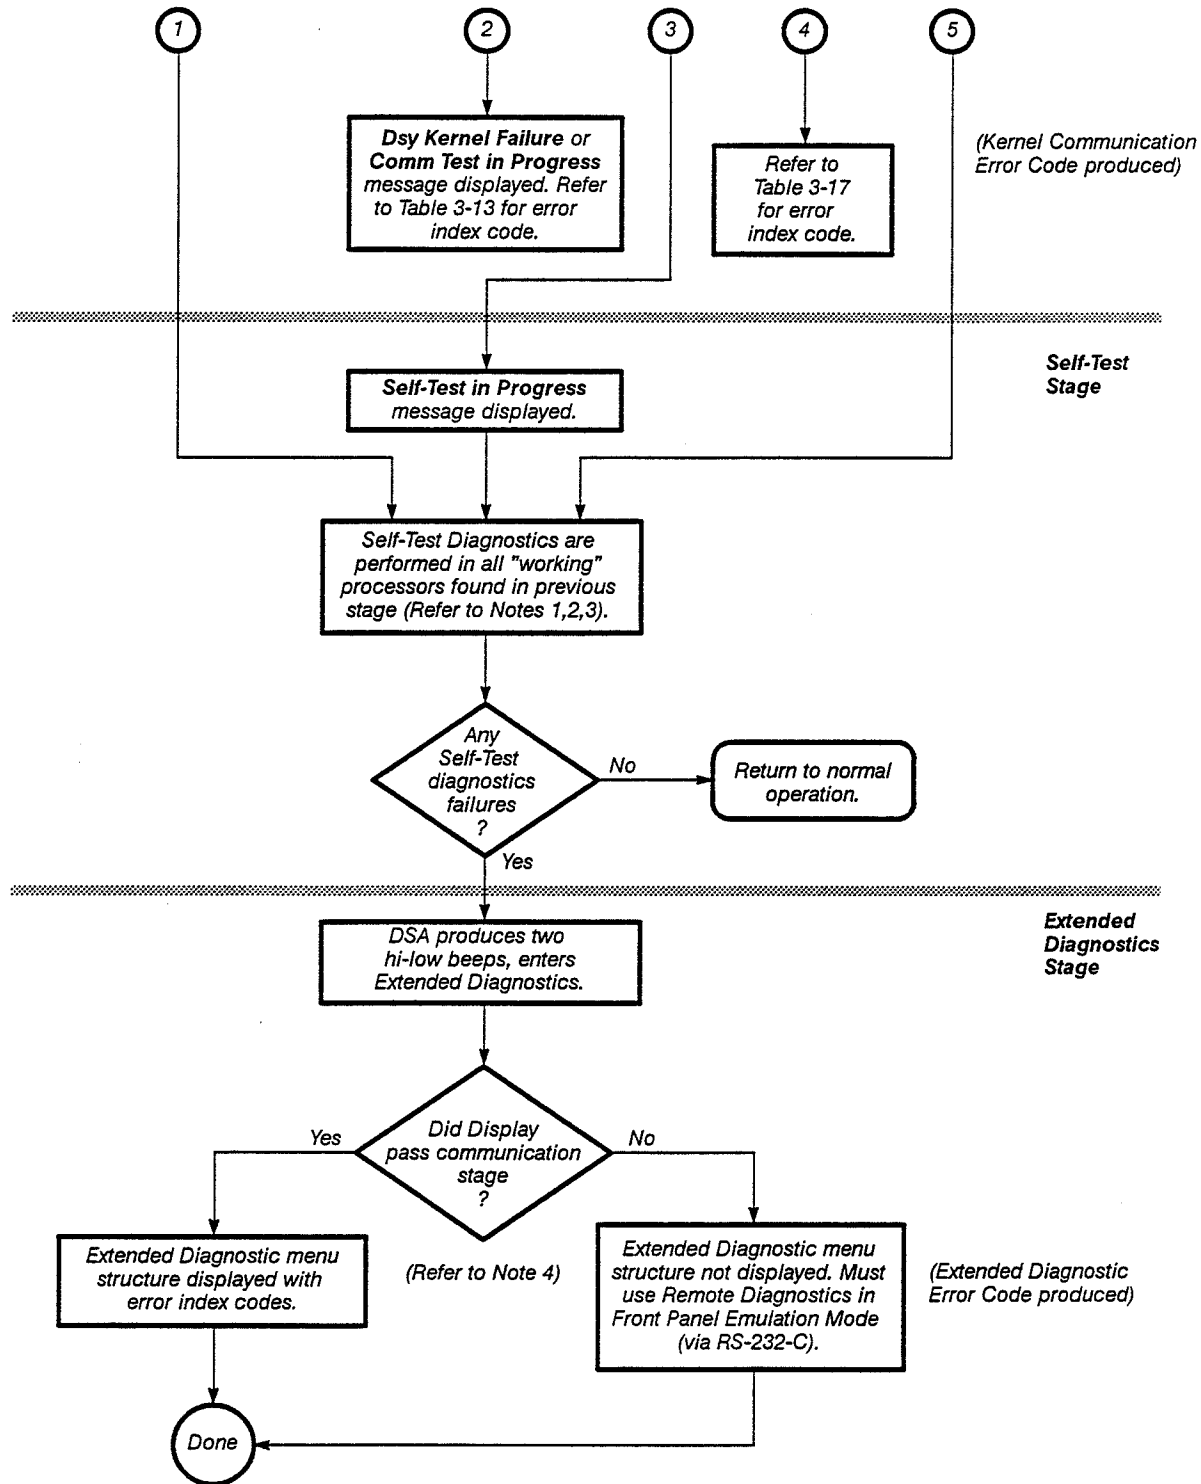 1
2
3
4
5
Dsy Kernel Failure or
Comm Test in Progress
message displayed. Refer
to Table 3-13 for error
index code.
Refer to
Table 3-17
for error
index code.
(Kernel Communication
Error Code produced)
Self-Test
Stage
Self-Test in Progress
message displayed.
Self-Test Diagnostics are
performed in all "working"
processors found in previous
stage (Refer to Notes 1,2,3).
Any
Self-Test
diagnostics
failures
?
No
Return to normal
operation.
Yes
Extended
Diagnostics
Stage
DSA produces two
hi-low beeps, enters
Extended Diagnostics.
Did Display
pass communication
stage
?
Yes
No
Extended Diagnostic menu
structure displayed with
error index codes.
(Refer to Note 4)
Extended Diagnostic menu
structure not displayed. Must
use Remote Diagnostics in
Front Panel Emulation Mode
(via RS-232-C).
(Extended Diagnostic
Error Code produced)
Done